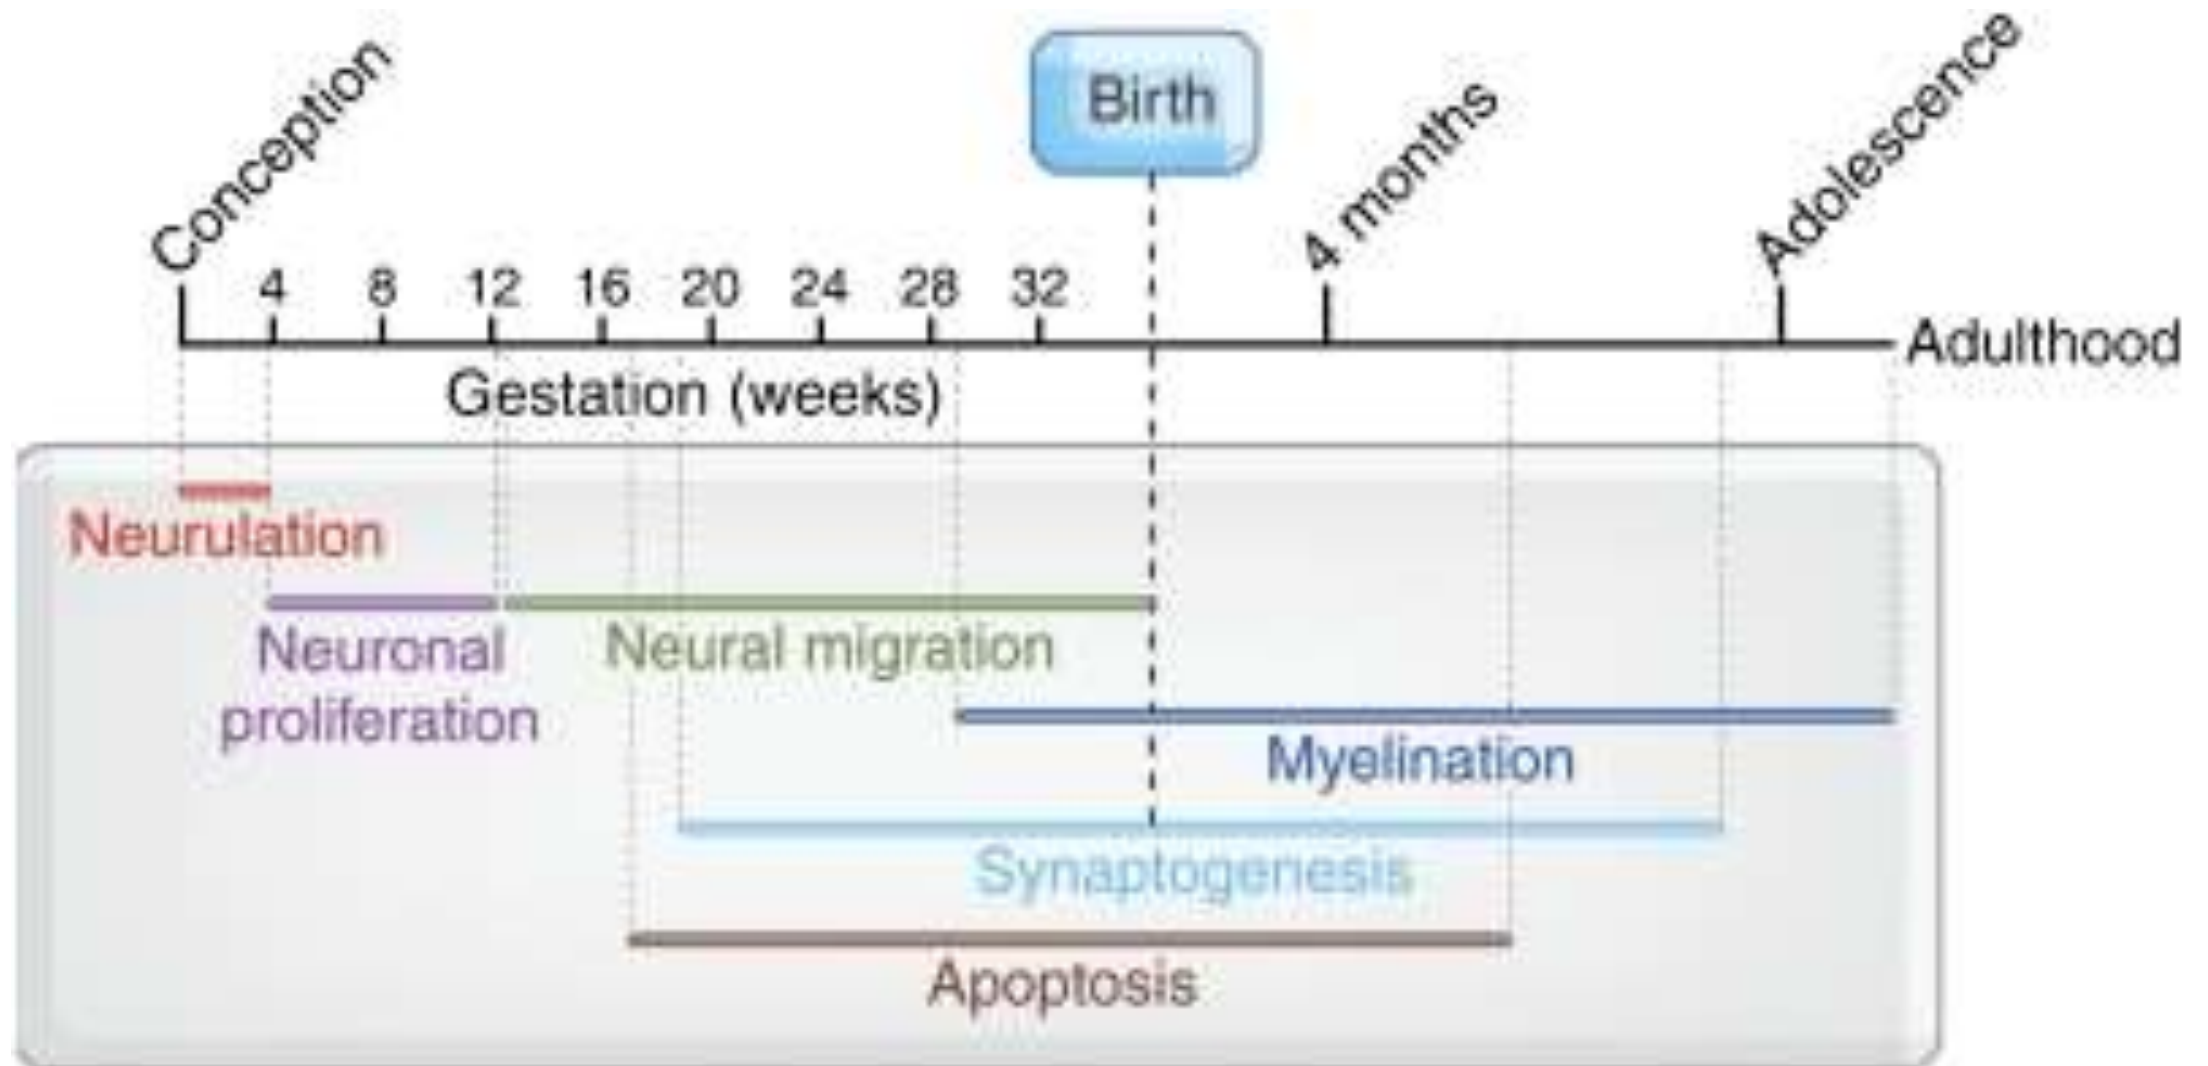 Conception
Birth
4 months
Adolescence
4 8 12 16 20 24 28 32
Adulthood
Gestation (weeks)
Neurulation
Neuronal
proliferation
Neural migration
Myelination
Synaptogenesis
Apoptosis